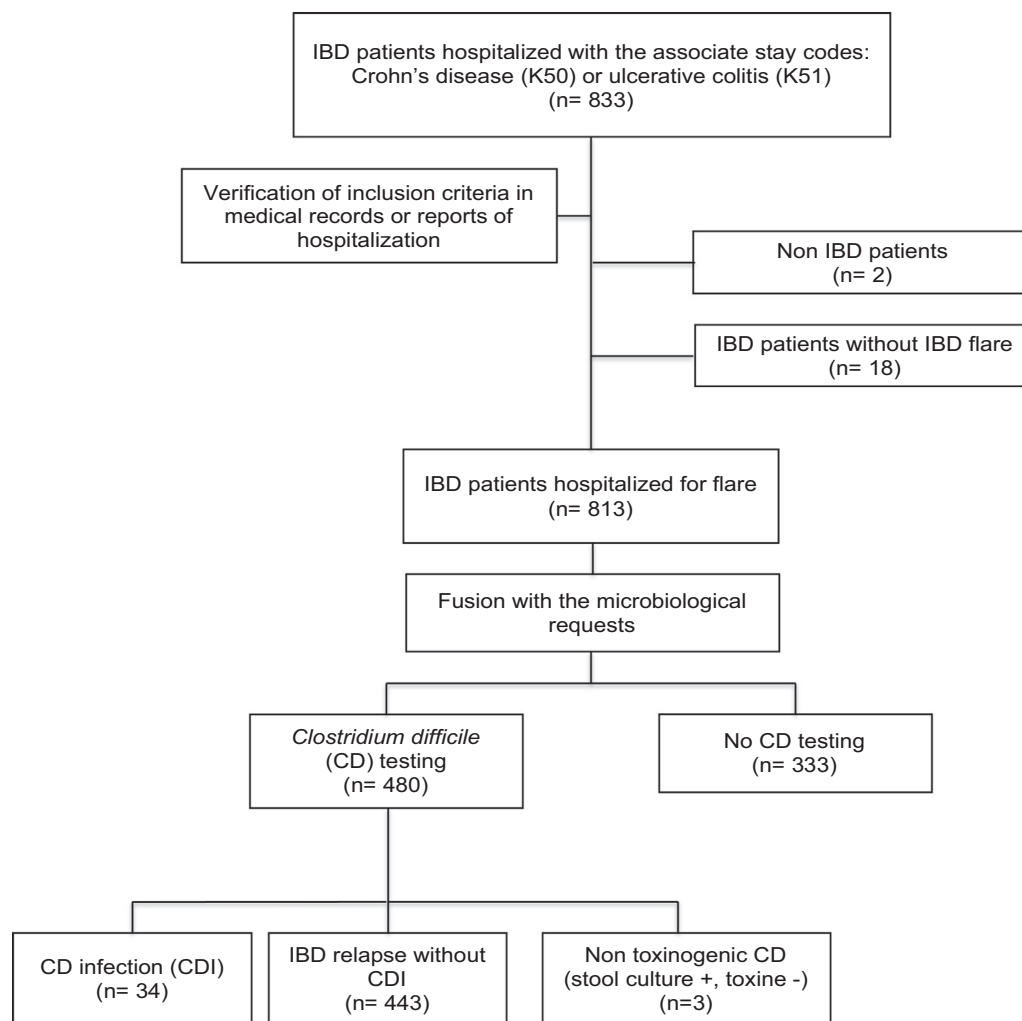 IBD patients hospitalized with the associate stay codes:
Crohn's disease (K50) or ulcerative colitis (K51)
(n= 833)
Verification of inclusion criteria in
medical records or reports of
hospitalization
Non IBD patients
(n= 2)
IBD patients without IBD flare
(n= 18)
IBD patients hospitalized for flare
(n= 813)
Fusion with the microbiological
requests
Clostridium difficile
(CD) testing
(n= 480)
No CD testing
(n= 333)
CD infection (CDI)
(n= 34)
IBD relapse without
CDI
(n= 443)
Non toxinogenic CD
(stool culture +, toxine -)
(n=3)